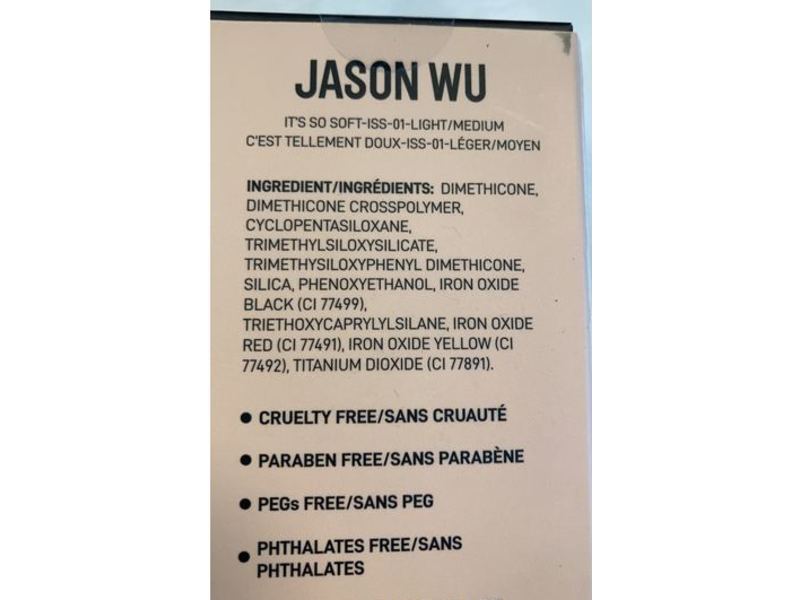 JASON WU
IT'S SO SOFT-ISS-01-LIGHT/MEDIUM
C'EST TELLEMENT DOUX-ISS-01-LÉGER/MOYEN
INGREDIENT/INGRÉDIENTS: DIMETHICONE,
DIMETHICONE CROSSPOLYMER,
CYCLOPENTASILOXANE,
TRIMETHYLSILOXYSILICATE,
TRIMETHYSILOXYPHENYL DIMETHICONE,
SILICA, PHENOXYETHANOL, IRON OXIDE
BLACK (CI 77499),
TRIETHOXYCAPRYLYLSILANE, IRON OXIDE
RED (CI 77491), IRON OXIDE YELLOW (CI
77492), TITANIUM DIOXIDE (CI 77891).
● CRUELTY FREE/SANS CRUAUTÉ
● PARABEN FREE/SANS PARABÈNE
● PEGs FREE/SANS PEG
● PHTHALATES FREE/SANS
PHTHALATES